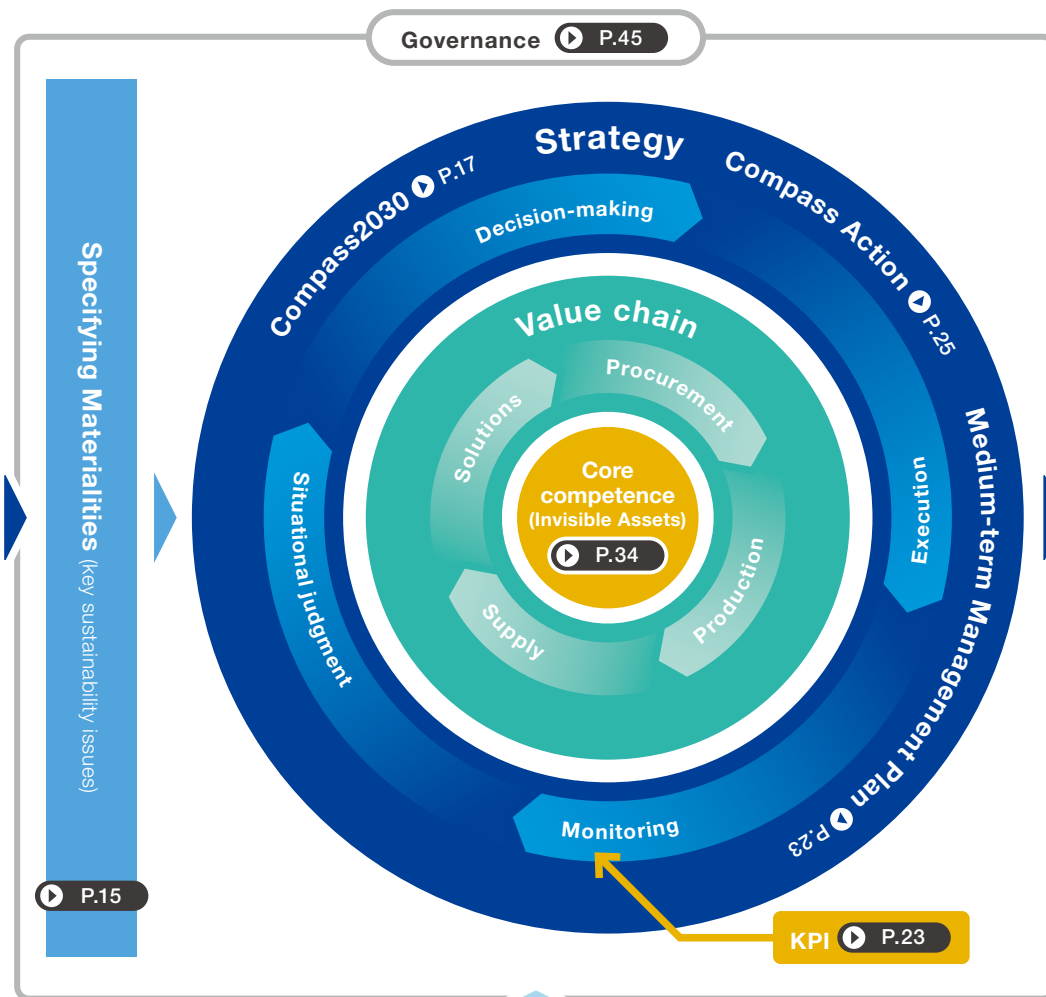 Governance P.45
Specifying Materialities (key sustainability issues)
P.15
Strategy
Compass2030 P.17
Compass Action P.25
Medium-term Management Plan P.23
Decision-making
Execution
Monitoring
Situational judgment
Value chain
Procurement
Production
Supply
Solutions
Core
competence
(Invisible Assets)
P.34
KPI P.23